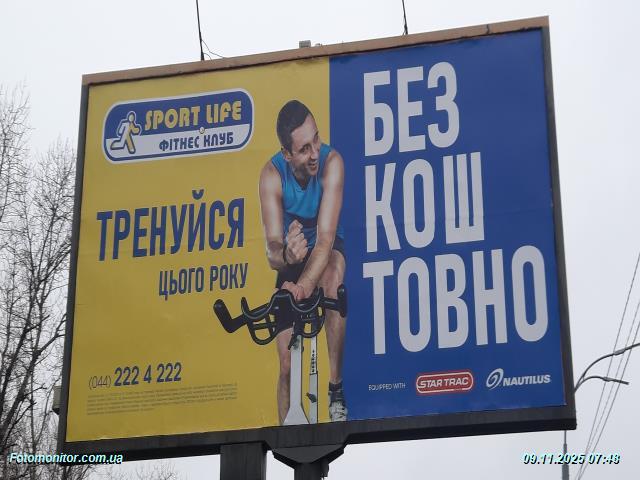 SPORT LIFE
ФІТНЕС КЛУБ
ТРЕНУЙСЯ
ЦЬОГО РОКУ
(044) 222 4 222
БЕЗ
КОШ
ТОВНО
EQUIPPED WITH
STAR TRAC
NAUTILUS
Fotomonitor.com.ua
09.11.2025 07:48